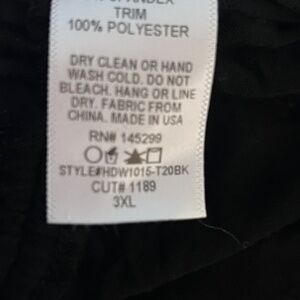 SPANDEX
TRIM
100% POLYESTER
DRY CLEAN OR HAND
WASH COLD. DO NOT
BLEACH. HANG OR LINE
DRY. FABRIC FROM
CHINA. MADE IN USA
RN# 145299
STYLE#HDW1015-T20BK
CUT# 1189
3XL